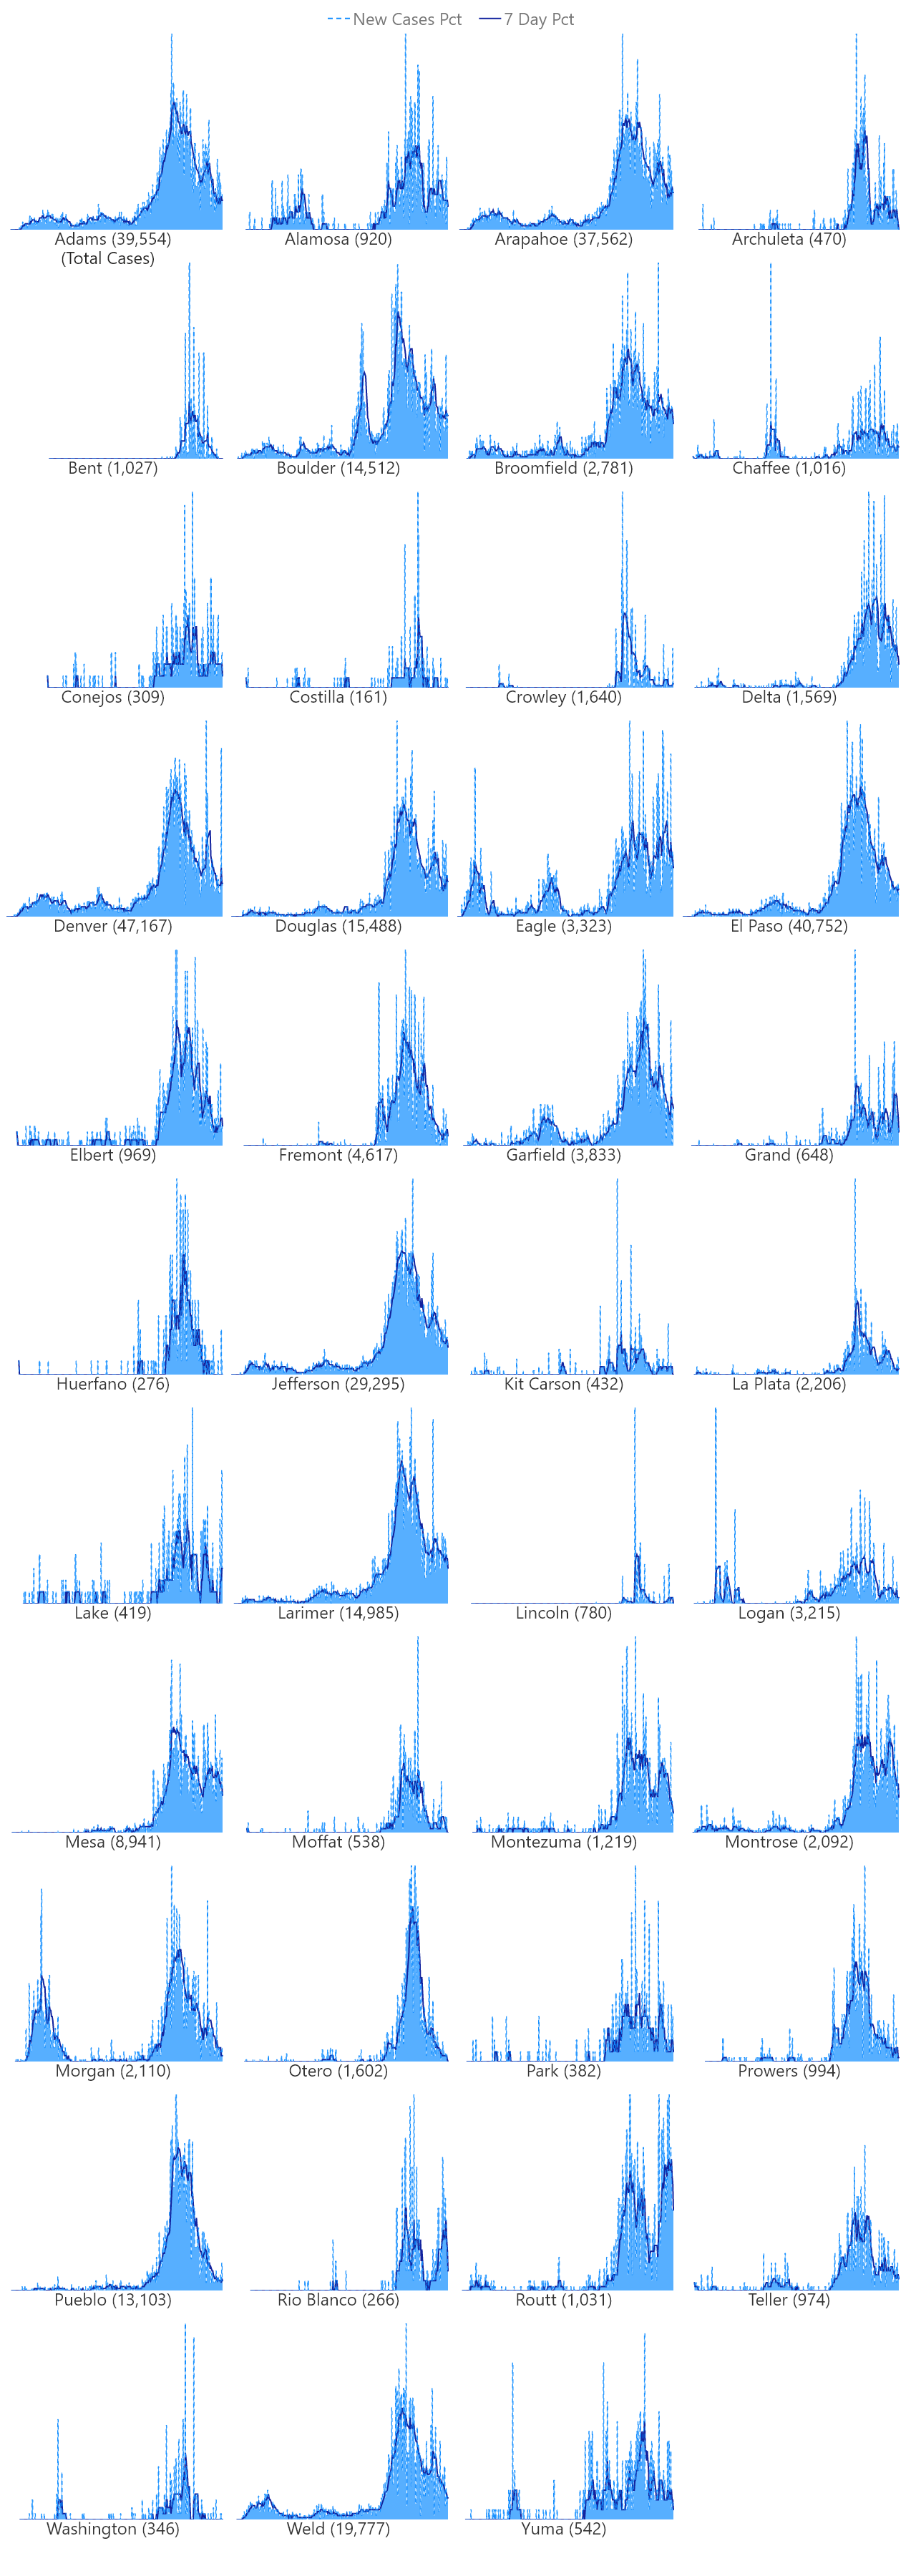 New Cases Pct 7 Day Pct
Adams (39,554) Alamosa (920) Arapahoe (37,562) Archuleta (470)
(Total Cases)
Bent (1,027) Boulder (14,512) Broomfield (2,781) Chaffee (1,016)
Conejos (309) Costilla (161) Crowley (1,640) Delta (1,569)
Denver (47,167) Douglas (15,488) Eagle (3,323) El Paso (40,752)
Elbert (969) Fremont (4,617) Garfield (3,833) Grand (648)
Huerfano (276) Jefferson (29,295) Kit Carson (432) La Plata (2,206)
Lake (419) Larimer (14,985) Lincoln (780) Logan (3,215)
Mesa (8,941) Moffat (538) Montezuma (1,219) Montrose (2,092)
Morgan (2,110) Otero (1,602) Park (382) Prowers (994)
Pueblo (13,103) Rio Blanco (266) Routt (1,031) Teller (974)
Washington (346) Weld (19,777) Yuma (542)